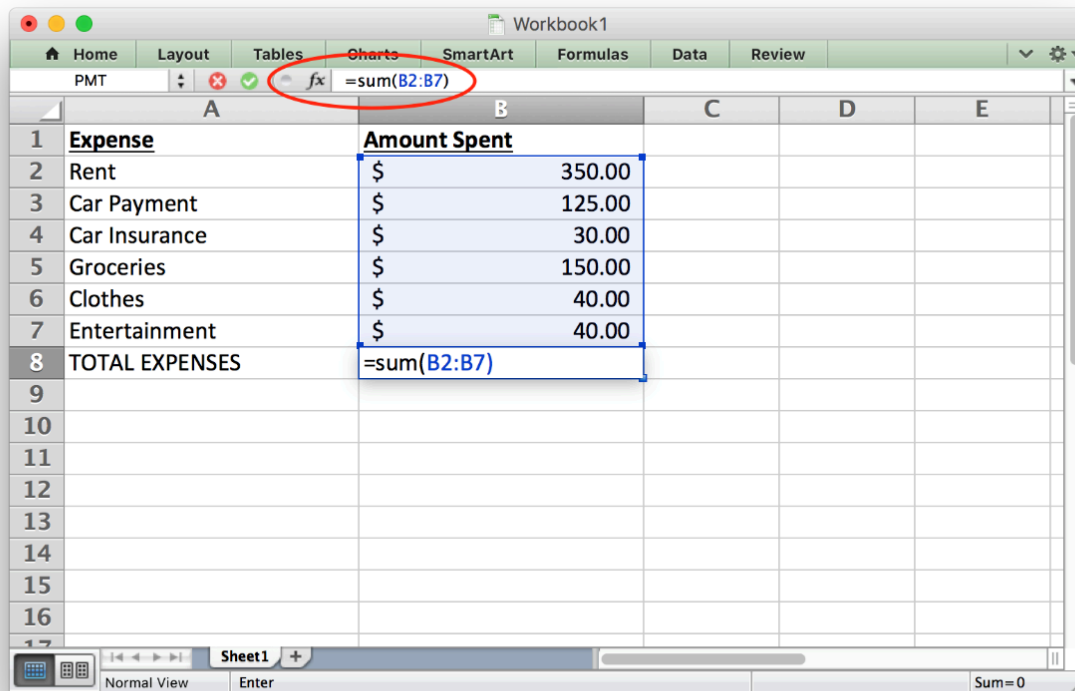 Workbook1
Home Layout Tables Charts SmartArt Formulas Data Review
PMT fx =sum(B2:B7)
A B C D E
1 Expense Amount Spent
2 Rent $ 350.00
3 Car Payment $ 125.00
4 Car Insurance $ 30.00
5 Groceries $ 150.00
6 Clothes $ 40.00
7 Entertainment $ 40.00
8 TOTAL EXPENSES =sum(B2:B7)
9
10
11
12
13
14
15
16
17
Sheet1 +
Normal View Enter Sum=0